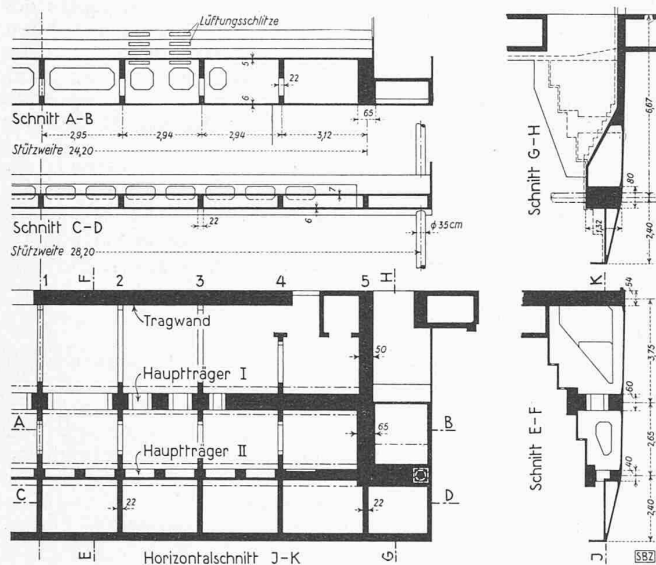 Lüftungsschlitze
5
22
6
65
Schnitt A-B
2,95
2,94
2,94
3,12
Stützweite 24,20
7
22
6
ø 35cm
Schnitt C-D
Stützweite 28,20
1
F
2
3
4
5
H
Tragwand
50
Hauptträger I
A
B
65
Hauptträger II
C
D
22
22
E
Horizontalschnitt J-K
G
Schnitt G-H
6,67
80
1,32
2,40
K
54
3,75
60
2,65
40
2,40
Schnitt E-F
J
SBZ